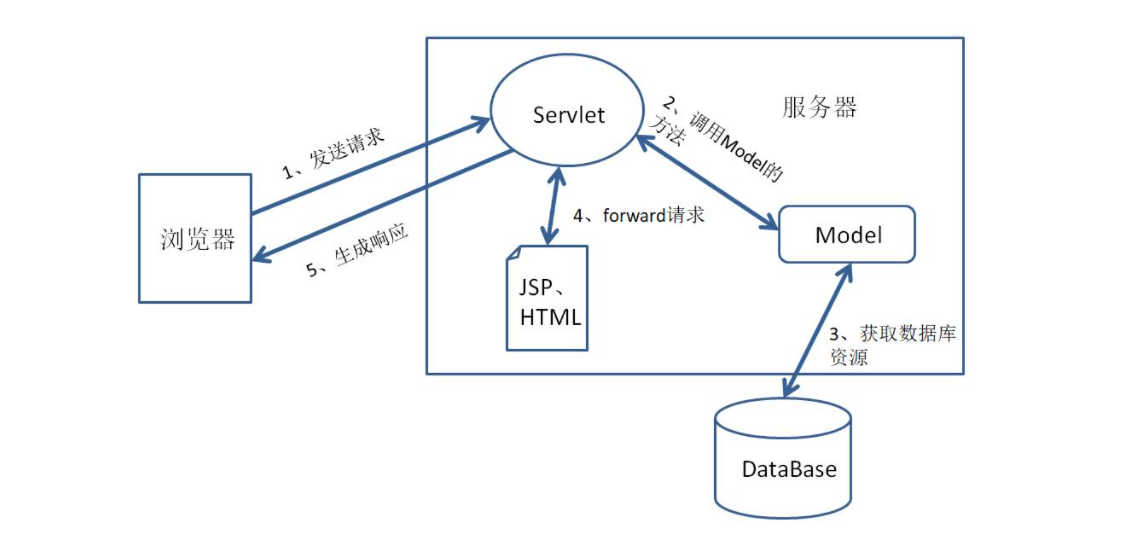 服务器
Servlet
2、调用Model的
方法
1、发送请求
浏览器
5、生成响应
4、forward请求
Model
JSP、
HTML
3、获取数据库
资源
DataBase